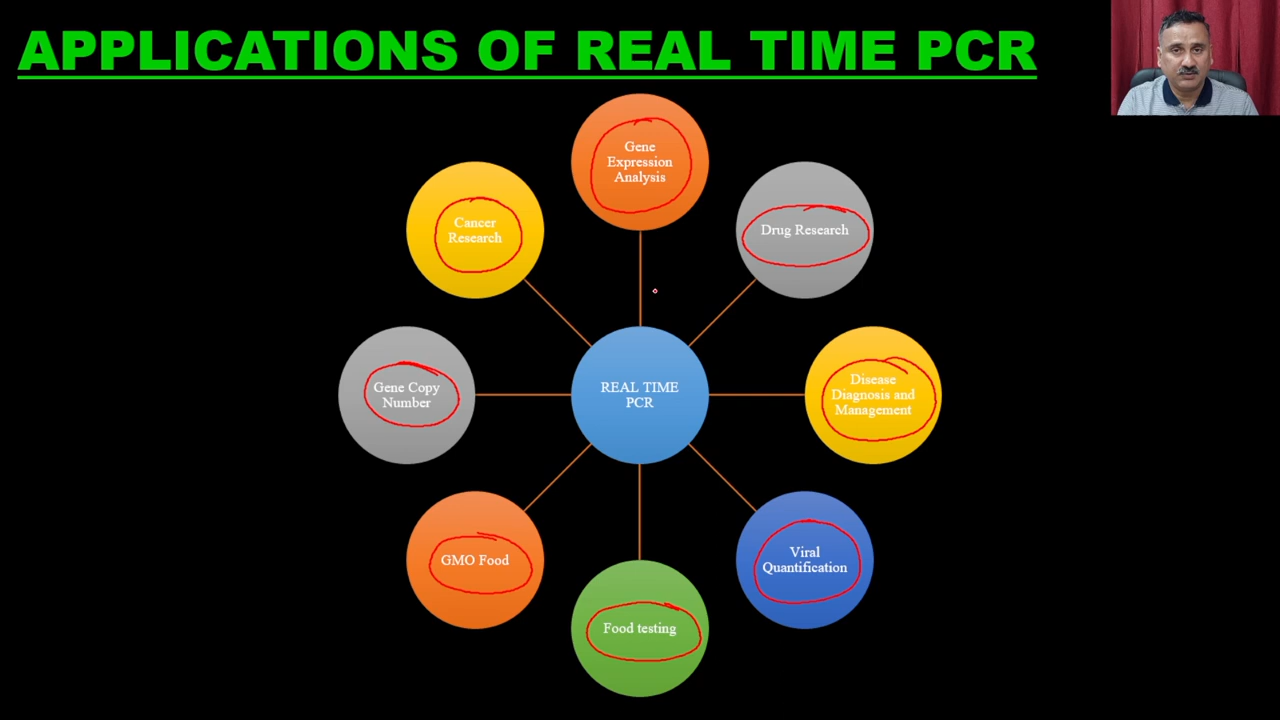 APPLICATIONS OF REAL TIME PCR
Gene
Expression
Analysis
Drug Research
Disease
Diagnosis and
Management
Viral
Quantification
Food testing
GMO Food
Gene Copy
Number
Cancer
Research
REAL TIME
PCR